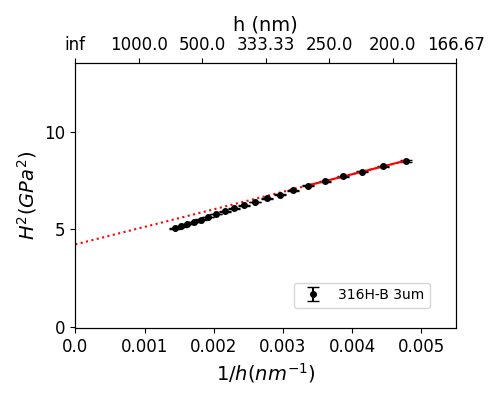 h (nm)
inf 1000.0 500.0 333.33 250.0 200.0 166.67
10
5
0
H²(GPa²)
316H-B 3um
0.0 0.001 0.002 0.003 0.004 0.005
1/h(nm⁻¹)